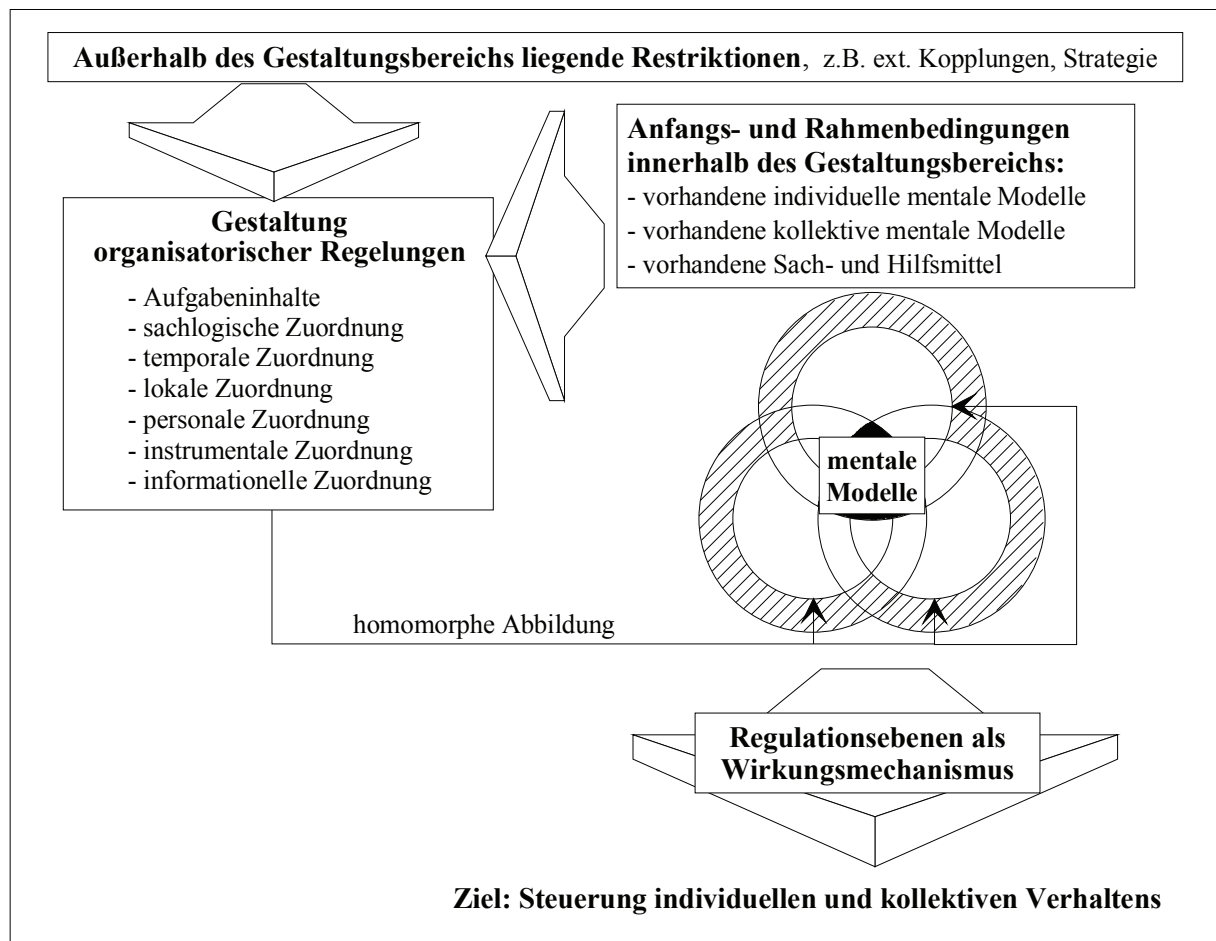 Außerhalb des Gestaltungsbereichs liegende Restriktionen, z.B. ext. Kopplungen, Strategie
Anfangs- und Rahmenbedingungen
innerhalb des Gestaltungsbereichs:
- vorhandene individuelle mentale Modelle
- vorhandene kollektive mentale Modelle
- vorhandene Sach- und Hilfsmittel
Gestaltung
organisatorischer Regelungen
- Aufgabeninhalte
- sachlogische Zuordnung
- temporale Zuordnung
- lokale Zuordnung
- personale Zuordnung
- instrumentale Zuordnung
- informationelle Zuordnung
mentale
Modelle
homomorphe Abbildung
Regulationsebenen als
Wirkungsmechanismus
Ziel: Steuerung individuellen und kollektiven Verhaltens